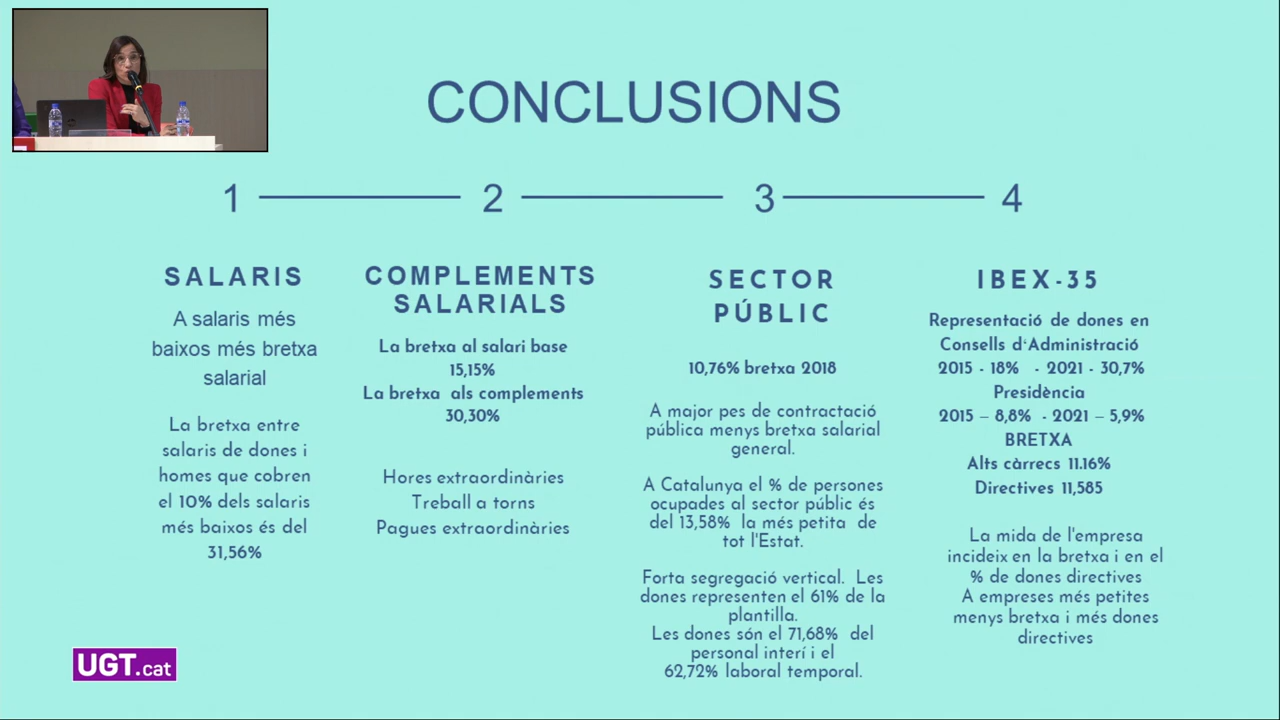 CONCLUSIONS
1
2
3
4
SALARIS
A salaris més
baixos més bretxa
salarial
La bretxa entre
salaris de dones i
homes que cobren
el 10% dels salaris
més baixos és del
31,56%
COMPLEMENTS
SALARIALS
La bretxa al salari base
15,15%
La bretxa als complements
30,30%
Hores extraordinàries
Treball a torns
Pagues extraordinàries
SECTOR
PÚBLIC
10,76% bretxa 2018
A major pes de contractació
pública menys bretxa salarial
general.
A Catalunya el % de persones
ocupades al sector públic és
del 13,58% la més petita de
tot l'Estat.
Forta segregació vertical. Les
dones representen el 61% de la
plantilla.
Les dones són el 71,68% del
personal interí i el
62,72% laboral temporal.
IBEX-35
Representació de dones en
Consells d'Administració
2015 - 18% - 2021 - 30,7%
Presidència
2015 – 8,8% - 2021 – 5,9%
BRETXA
Alts càrrecs 11.16%
Directives 11,585
La mida de l'empresa
incideix en la bretxa i en el
% de dones directives
A empreses més petites
menys bretxa i més dones
directives
UGT.cat